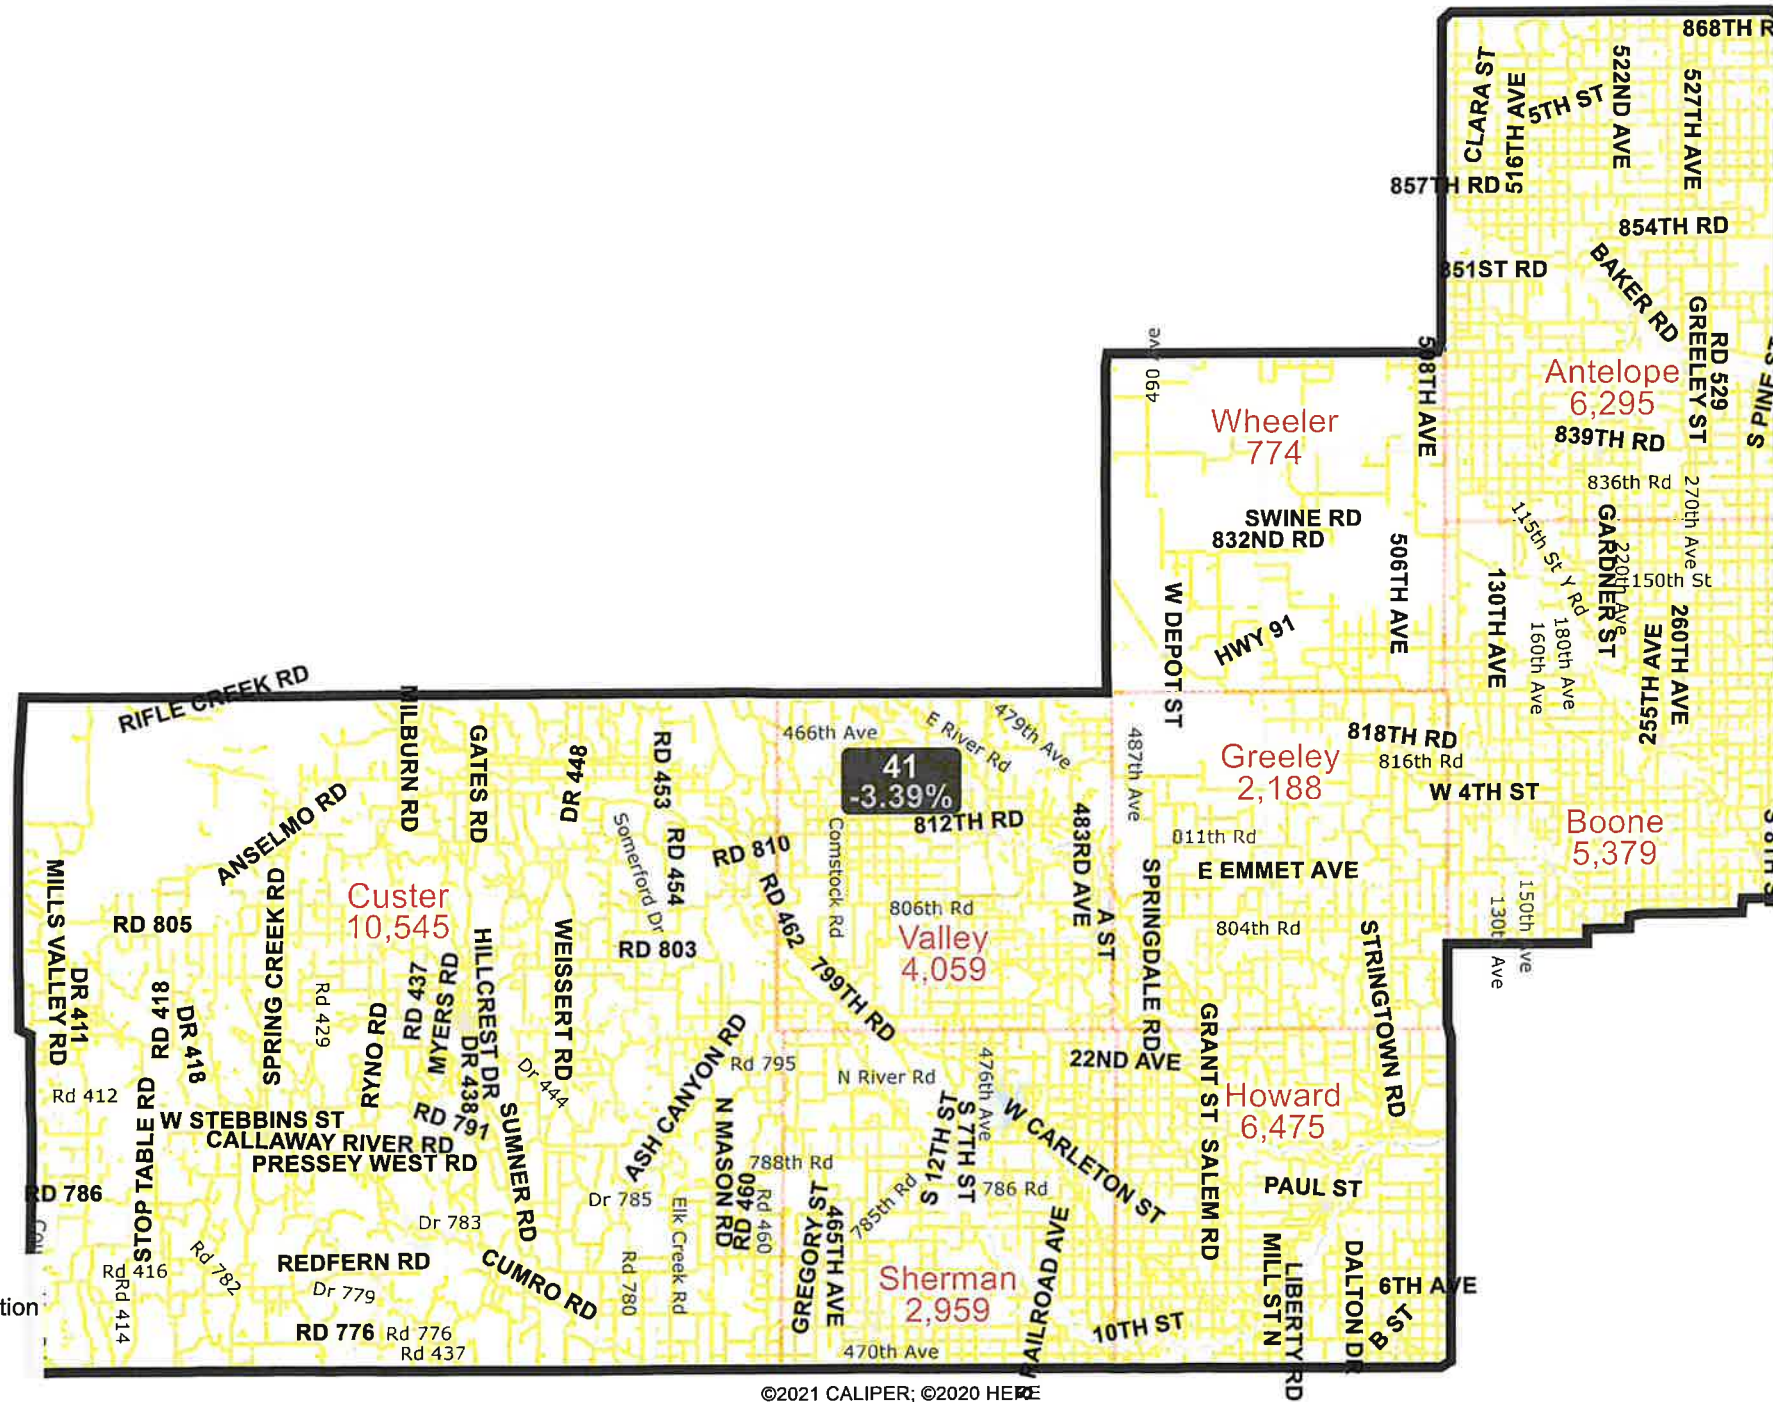 868TH R
CLARA ST
516TH AVE
5TH ST
522ND AVE
527TH AVE
857TH RD
854TH RD
851ST RD
BAKER RD
GREELEY ST
RD 529
S PINE ST
490 Ave
508TH AVE
Antelope
6,295
Wheeler
774
839TH RD
836th Rd
270th Ave
SWINE RD
832ND RD
506TH AVE
115th St
Y Rd
GARDNER ST
220th Ave
150th St
130TH AVE
160th Ave
180th Ave
255TH AVE
260TH AVE
W DEPOT ST
HWY 91
RIFLE CREEK RD
MILBURN RD
GATES RD
DR 448
RD 453
466th Ave
E River Rd
479th Ave
41
-3.39%
487th Ave
Greeley
2,188
818TH RD
816th Rd
W 4TH ST
ANSELMO RD
Somerford Dr
RD 454
RD 810
Comstock Rd
812TH RD
483RD AVE
811th Rd
E EMMET AVE
Boone
5,379
S 8TH S
MILLS VALLEY RD
RD 805
SPRING CREEK RD
Custer
10,545
HILLCREST DR
WEISSERT RD
RD 803
RD 462
806th Rd
Valley
4,059
A ST
SPRINGDALE RD
804th Rd
STRINGTOWN RD
130th Ave
150th Ave
DR 411
RD 418
DR 418
Rd 429
RYNO RD
RD 437
MYERS RD
DR 438
Dr 444
799TH RD
ASH CANYON RD
Rd 795
N River Rd
476th Ave
22ND AVE
GRANT ST
Howard
6,475
Rd 412
STOP TABLE RD
W STEBBINS ST
RD 791
CALLAWAY RIVER RD
PRESSEY WEST RD
SUMNER RD
N MASON RD
788th Rd
S 12TH ST
S 7TH ST
W CARLETON ST
SALEM RD
RD 786
Dr 785
786 Rd
PAUL ST
Cou
Dr 783
Elk Creek Rd
RD 460
Rd 460
GREGORY ST
465TH AVE
785th Rd
RAILROAD AVE
Rd 416
Rd 782
REDFERN RD
CUMRO RD
Rd 780
Sherman
2,959
MILL ST N
LIBERTY RD
DALTON DR
6TH AVE
tion
Rd 414
Dr 779
RD 776
Rd 776
Rd 437
470th Ave
10TH ST
B ST
©2021 CALIPER; ©2020 HERE